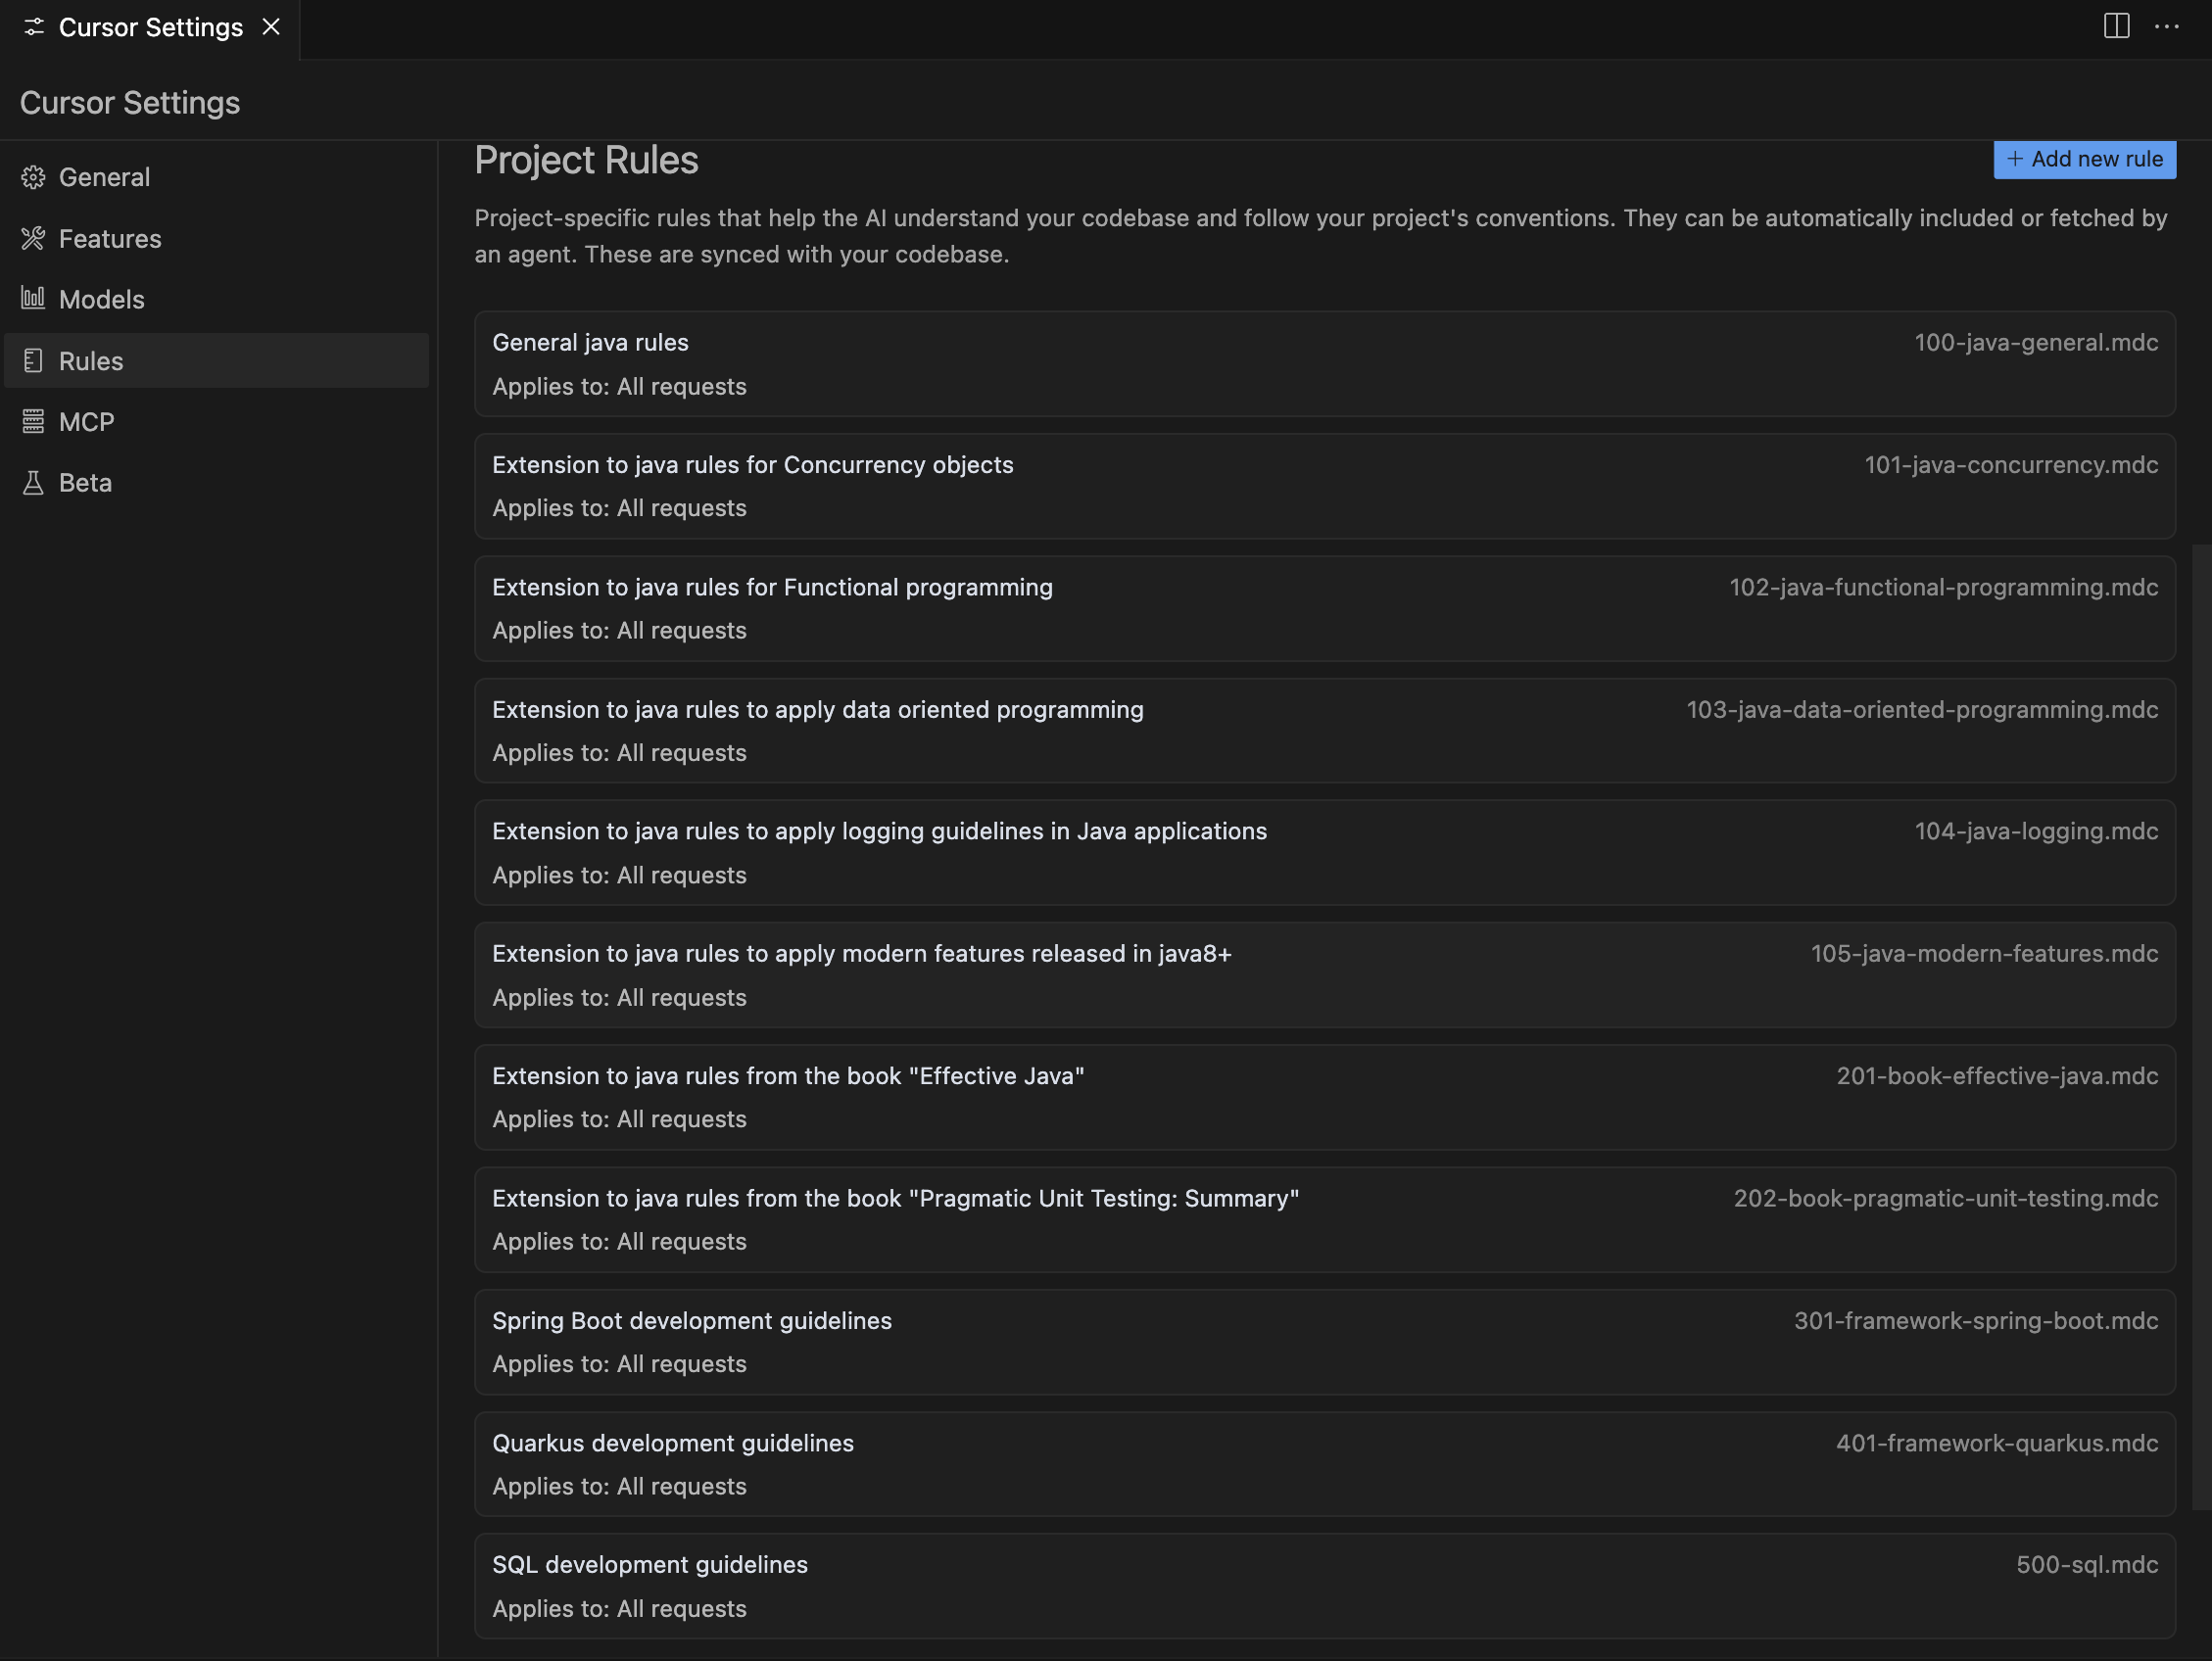 Cursor Settings
Cursor Settings
General
Features
Models
Rules
MCP
Beta
Project Rules
+ Add new rule
Project-specific rules that help the AI understand your codebase and follow your project's conventions. They can be automatically included or fetched by
an agent. These are synced with your codebase.
General java rules 100-java-general.mdc
Applies to: All requests
Extension to java rules for Concurrency objects 101-java-concurrency.mdc
Applies to: All requests
Extension to java rules for Functional programming 102-java-functional-programming.mdc
Applies to: All requests
Extension to java rules to apply data oriented programming 103-java-data-oriented-programming.mdc
Applies to: All requests
Extension to java rules to apply logging guidelines in Java applications 104-java-logging.mdc
Applies to: All requests
Extension to java rules to apply modern features released in java8+ 105-java-modern-features.mdc
Applies to: All requests
Extension to java rules from the book "Effective Java" 201-book-effective-java.mdc
Applies to: All requests
Extension to java rules from the book "Pragmatic Unit Testing: Summary" 202-book-pragmatic-unit-testing.mdc
Applies to: All requests
Spring Boot development guidelines 301-framework-spring-boot.mdc
Applies to: All requests
Quarkus development guidelines 401-framework-quarkus.mdc
Applies to: All requests
SQL development guidelines 500-sql.mdc
Applies to: All requests